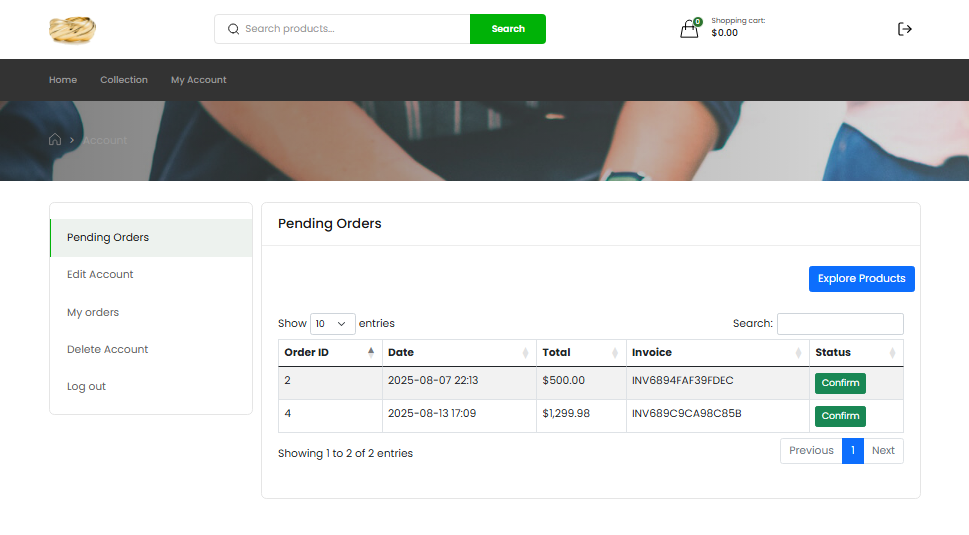 Search products...
Search
0
Shopping cart:
$0.00
Home Collection My Account
> Account
Pending Orders
Edit Account
My orders
Delete Account
Log out
Pending Orders
Explore Products
Show 10 entries
Search:
Order ID Date Total Invoice Status
2 2025-08-07 22:13 $500.00 INV6894FAF39FDEC Confirm
4 2025-08-13 17:09 $1,299.98 INV689C9CA98C85B Confirm
Showing 1 to 2 of 2 entries
Previous 1 Next